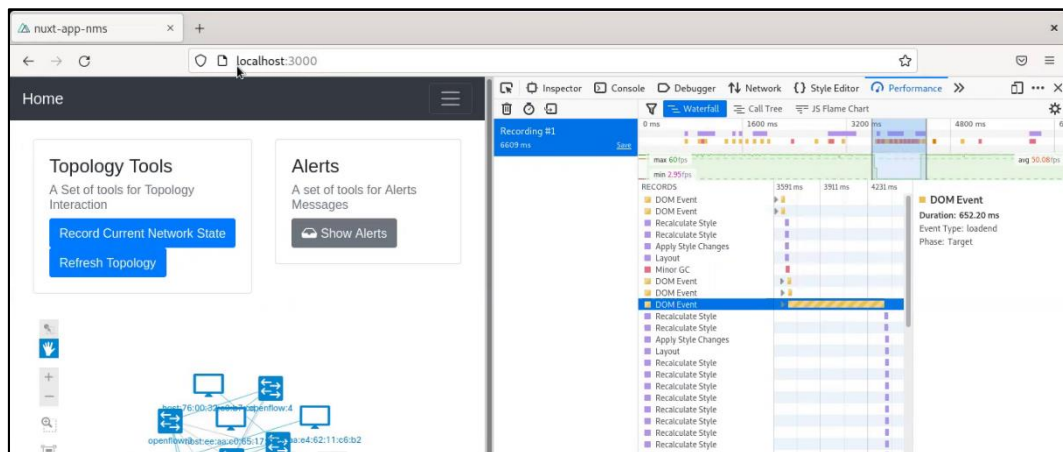 nuxt-app-nms
localhost:3000
Home
Topology Tools
A Set of tools for Topology
Interaction
Record Current Network State
Refresh Topology
Alerts
A set of tools for Alerts
Messages
Show Alerts
openflow:4
Inspector Console Debugger Network Style Editor Performance
Waterfall Call Tree JS Flame Chart
Recording #1
6609 ms Save
0 ms 1600 ms 3200 ms 4800 ms
max 60fps
min 2.95fps
avg 50.08fps
RECORDS 3591 ms 3911 ms 4231 ms
DOM Event
DOM Event
Recalculate Style
Recalculate Style
Apply Style Changes
Layout
Minor GC
DOM Event
DOM Event
DOM Event
Recalculate Style
Recalculate Style
Apply Style Changes
Layout
Recalculate Style
Recalculate Style
Recalculate Style
Recalculate Style
Recalculate Style
Recalculate Style
Recalculate Style
Recalculate Style
DOM Event
Duration: 652.20 ms
Event Type: loadend
Phase: Target